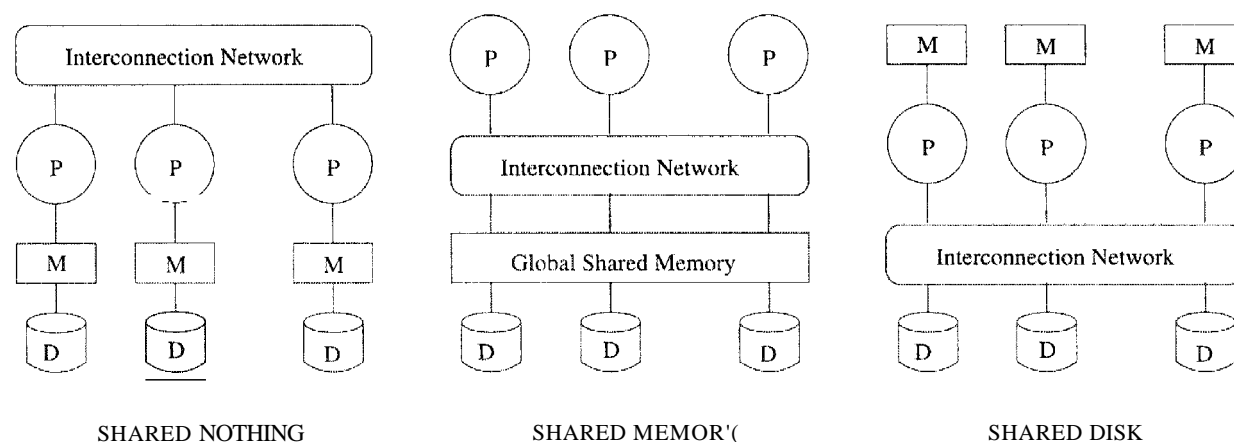 Interconnection Network
P
P
P
M
M
M
D
D
D
SHARED NOTHING
P
P
P
Interconnection Network
Global Shared Memory
D
D
D
SHARED MEMOR'(
M
M
M
P
P
P
Interconnection Network
D
D
D
SHARED DISK